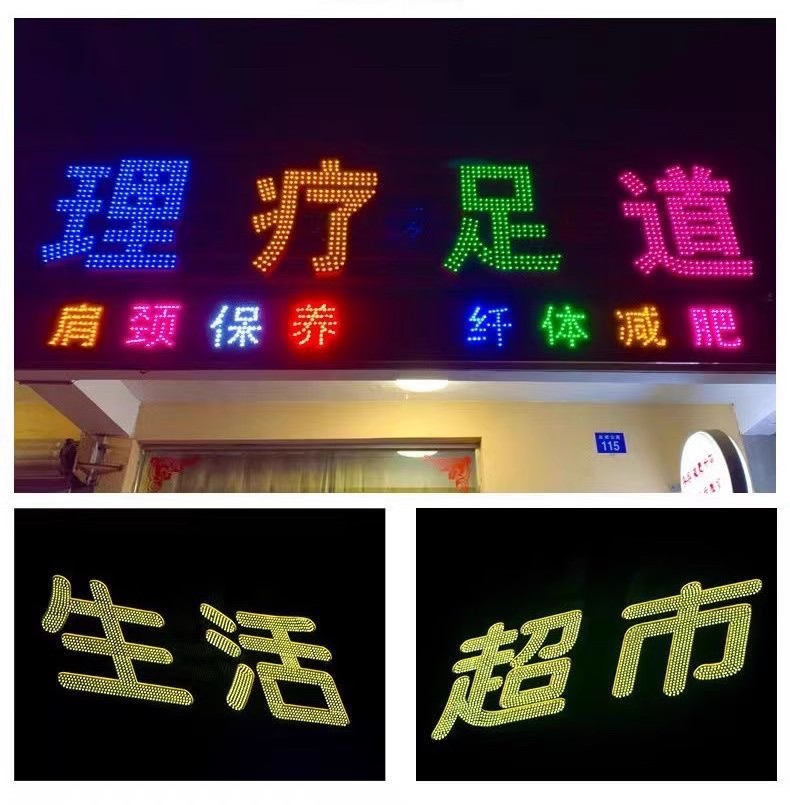 理疗足道
肩颈保养 纤体减肥
115
生活
超市